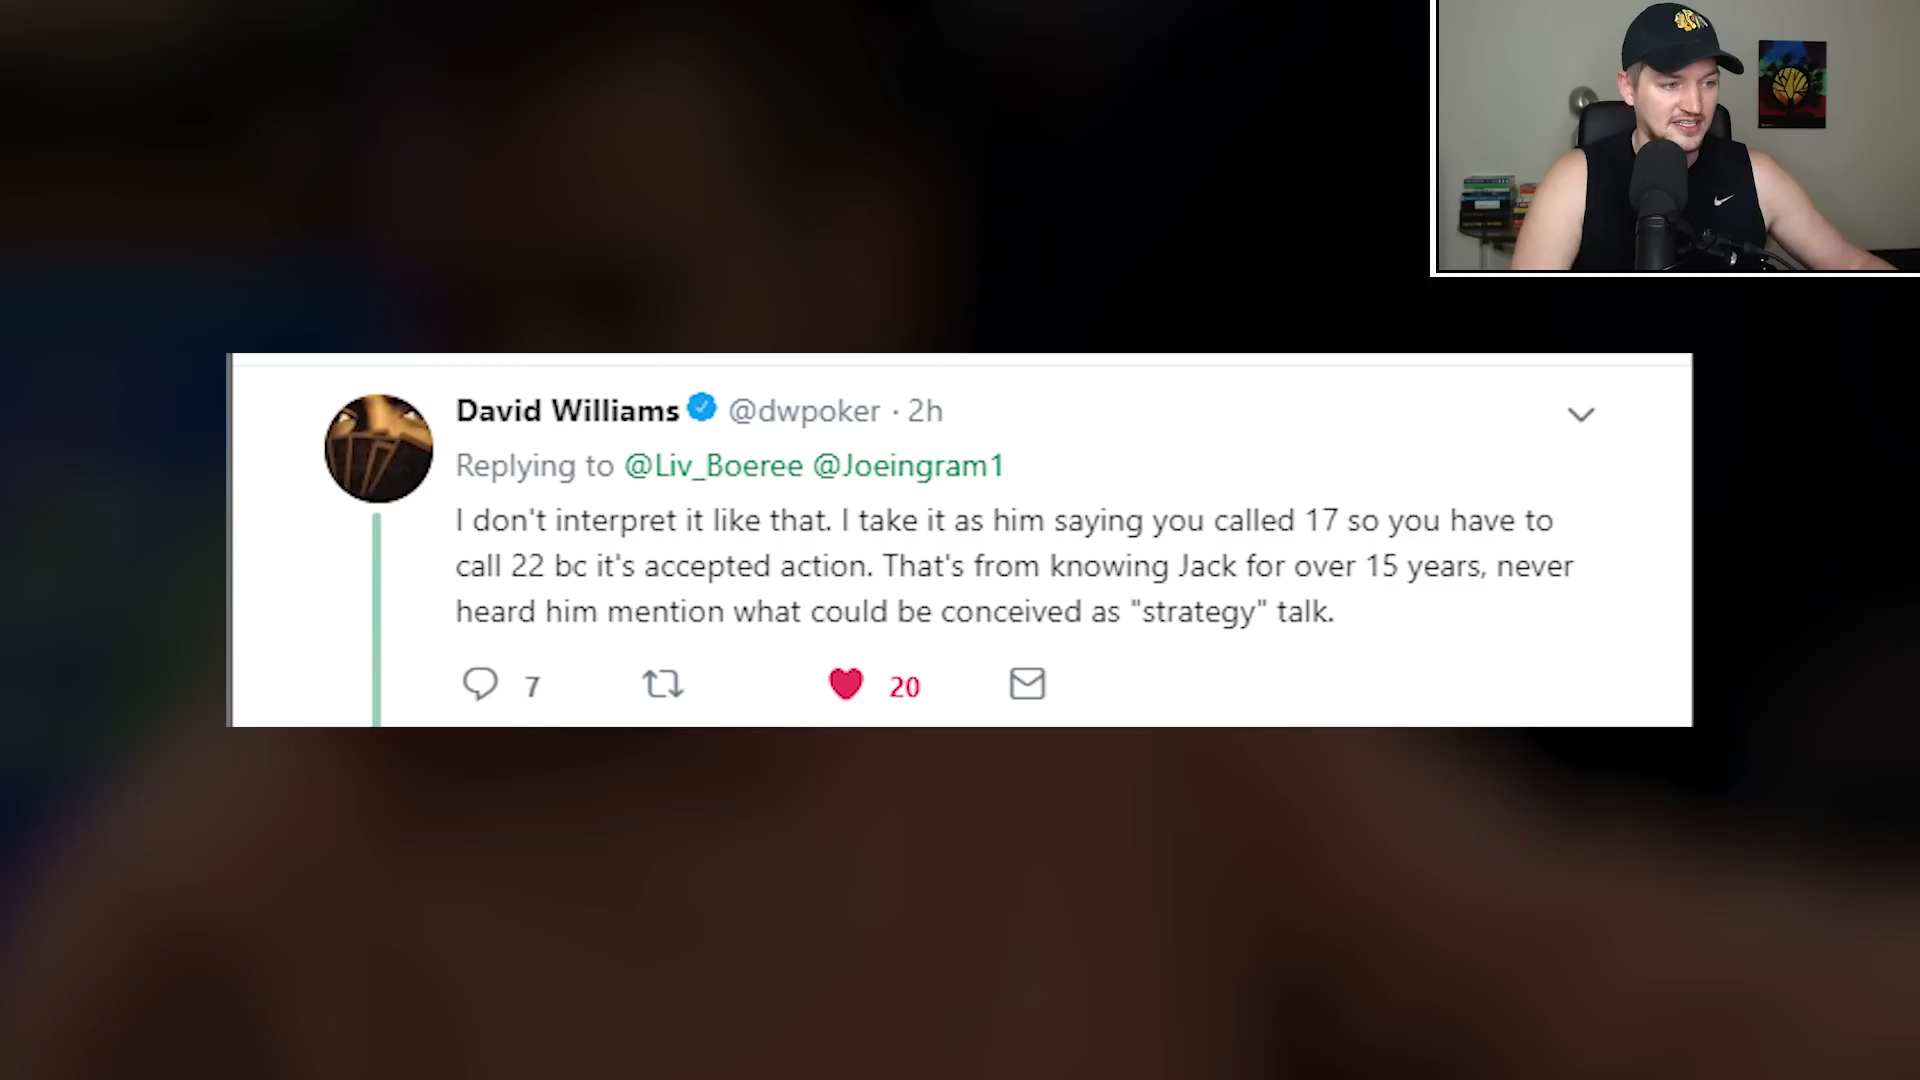 David Williams @dwpoker · 2h
Replying to @Liv_Boeree @Joeingram1
I don't interpret it like that. I take it as him saying you called 17 so you have to
call 22 bc it's accepted action. That's from knowing Jack for over 15 years, never
heard him mention what could be conceived as "strategy" talk.
7 20